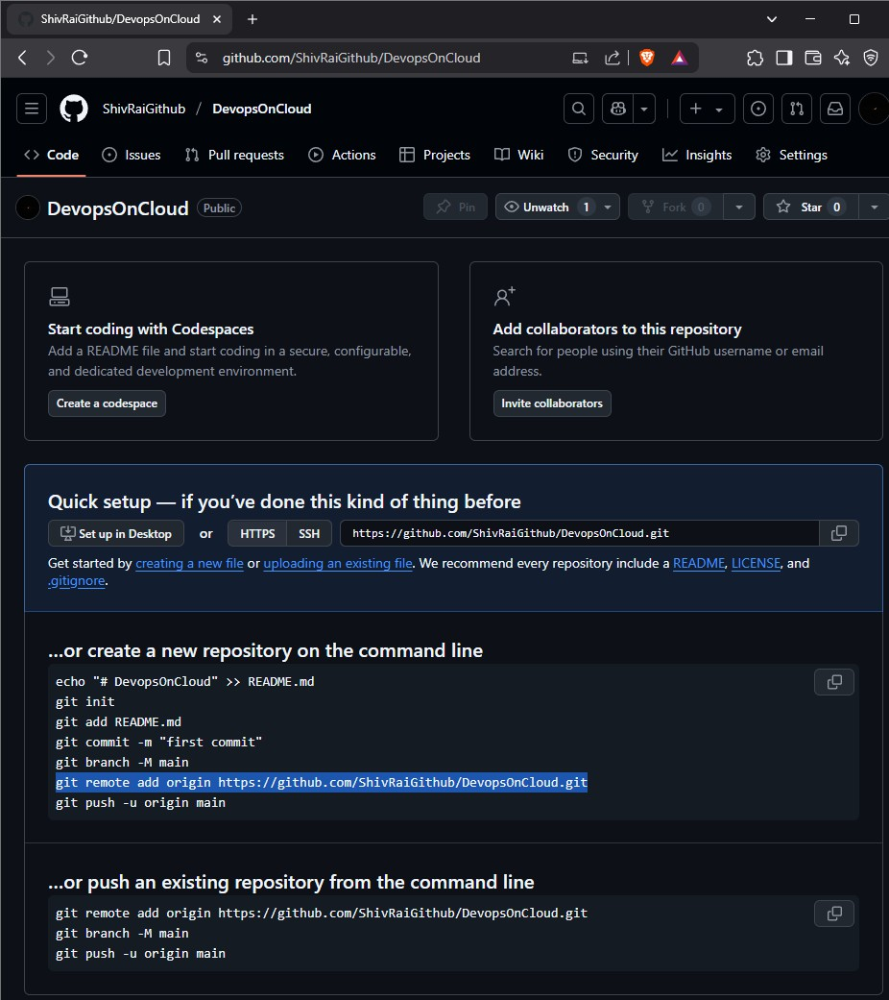 ShivRaiGithub/DevopsOnCloud
github.com/ShivRaiGithub/DevopsOnCloud
ShivRaiGithub / DevopsOnCloud
Code Issues Pull requests Actions Projects Wiki Security Insights Settings
DevopsOnCloud Public Pin Unwatch 1 Fork 0 Star 0
Start coding with Codespaces
Add a README file and start coding in a secure, configurable,
and dedicated development environment.
Create a codespace
Add collaborators to this repository
Search for people using their GitHub username or email
address.
Invite collaborators
Quick setup — if you’ve done this kind of thing before
Set up in Desktop or HTTPS SSH https://github.com/ShivRaiGithub/DevopsOnCloud.git
Get started by creating a new file or uploading an existing file. We recommend every repository include a README, LICENSE, and
.gitignore.
…or create a new repository on the command line
echo "# DevopsOnCloud" >> README.md
git init
git add README.md
git commit -m "first commit"
git branch -M main
git remote add origin https://github.com/ShivRaiGithub/DevopsOnCloud.git
git push -u origin main
…or push an existing repository from the command line
git remote add origin https://github.com/ShivRaiGithub/DevopsOnCloud.git
git branch -M main
git push -u origin main